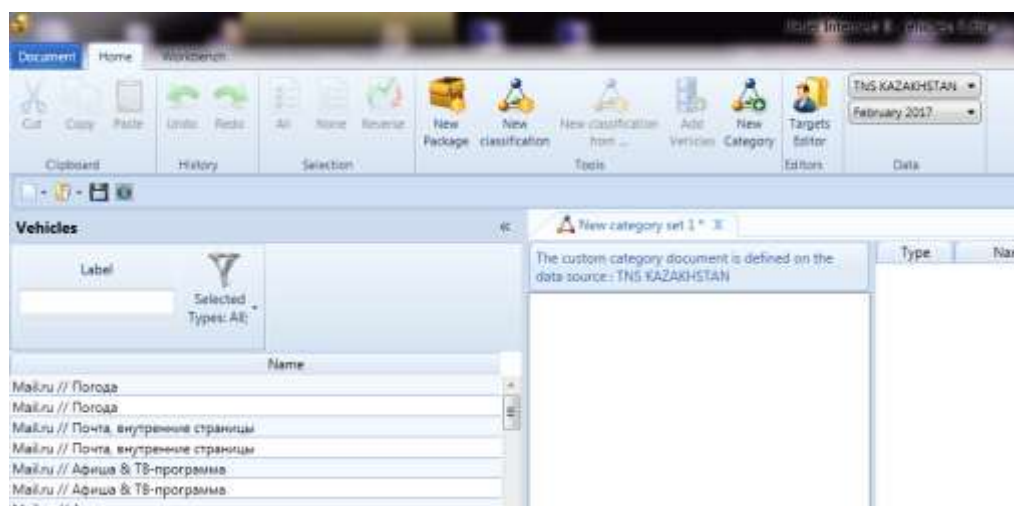 Document Home Workbench
Cut Copy Paste
Undo Redo
All None Reverse
New Package
New classification
New classification from ...
Add Vehicles
New Category
Targets Editor
TNS KAZAKHSTAN
February 2017
Clipboard History Selection Tools Editors Data
Vehicles
«
New category set 1 * X
Label
Selected Types: All;
The custom category document is defined on the
data source : TNS KAZAKHSTAN
Type
Name
Mail.ru // Погода
Mail.ru // Погода
Mail.ru // Почта, внутренние страницы
Mail.ru // Почта, внутренние страницы
Mail.ru // Афиша & ТВ-программа
Mail.ru // Афиша & ТВ-программа